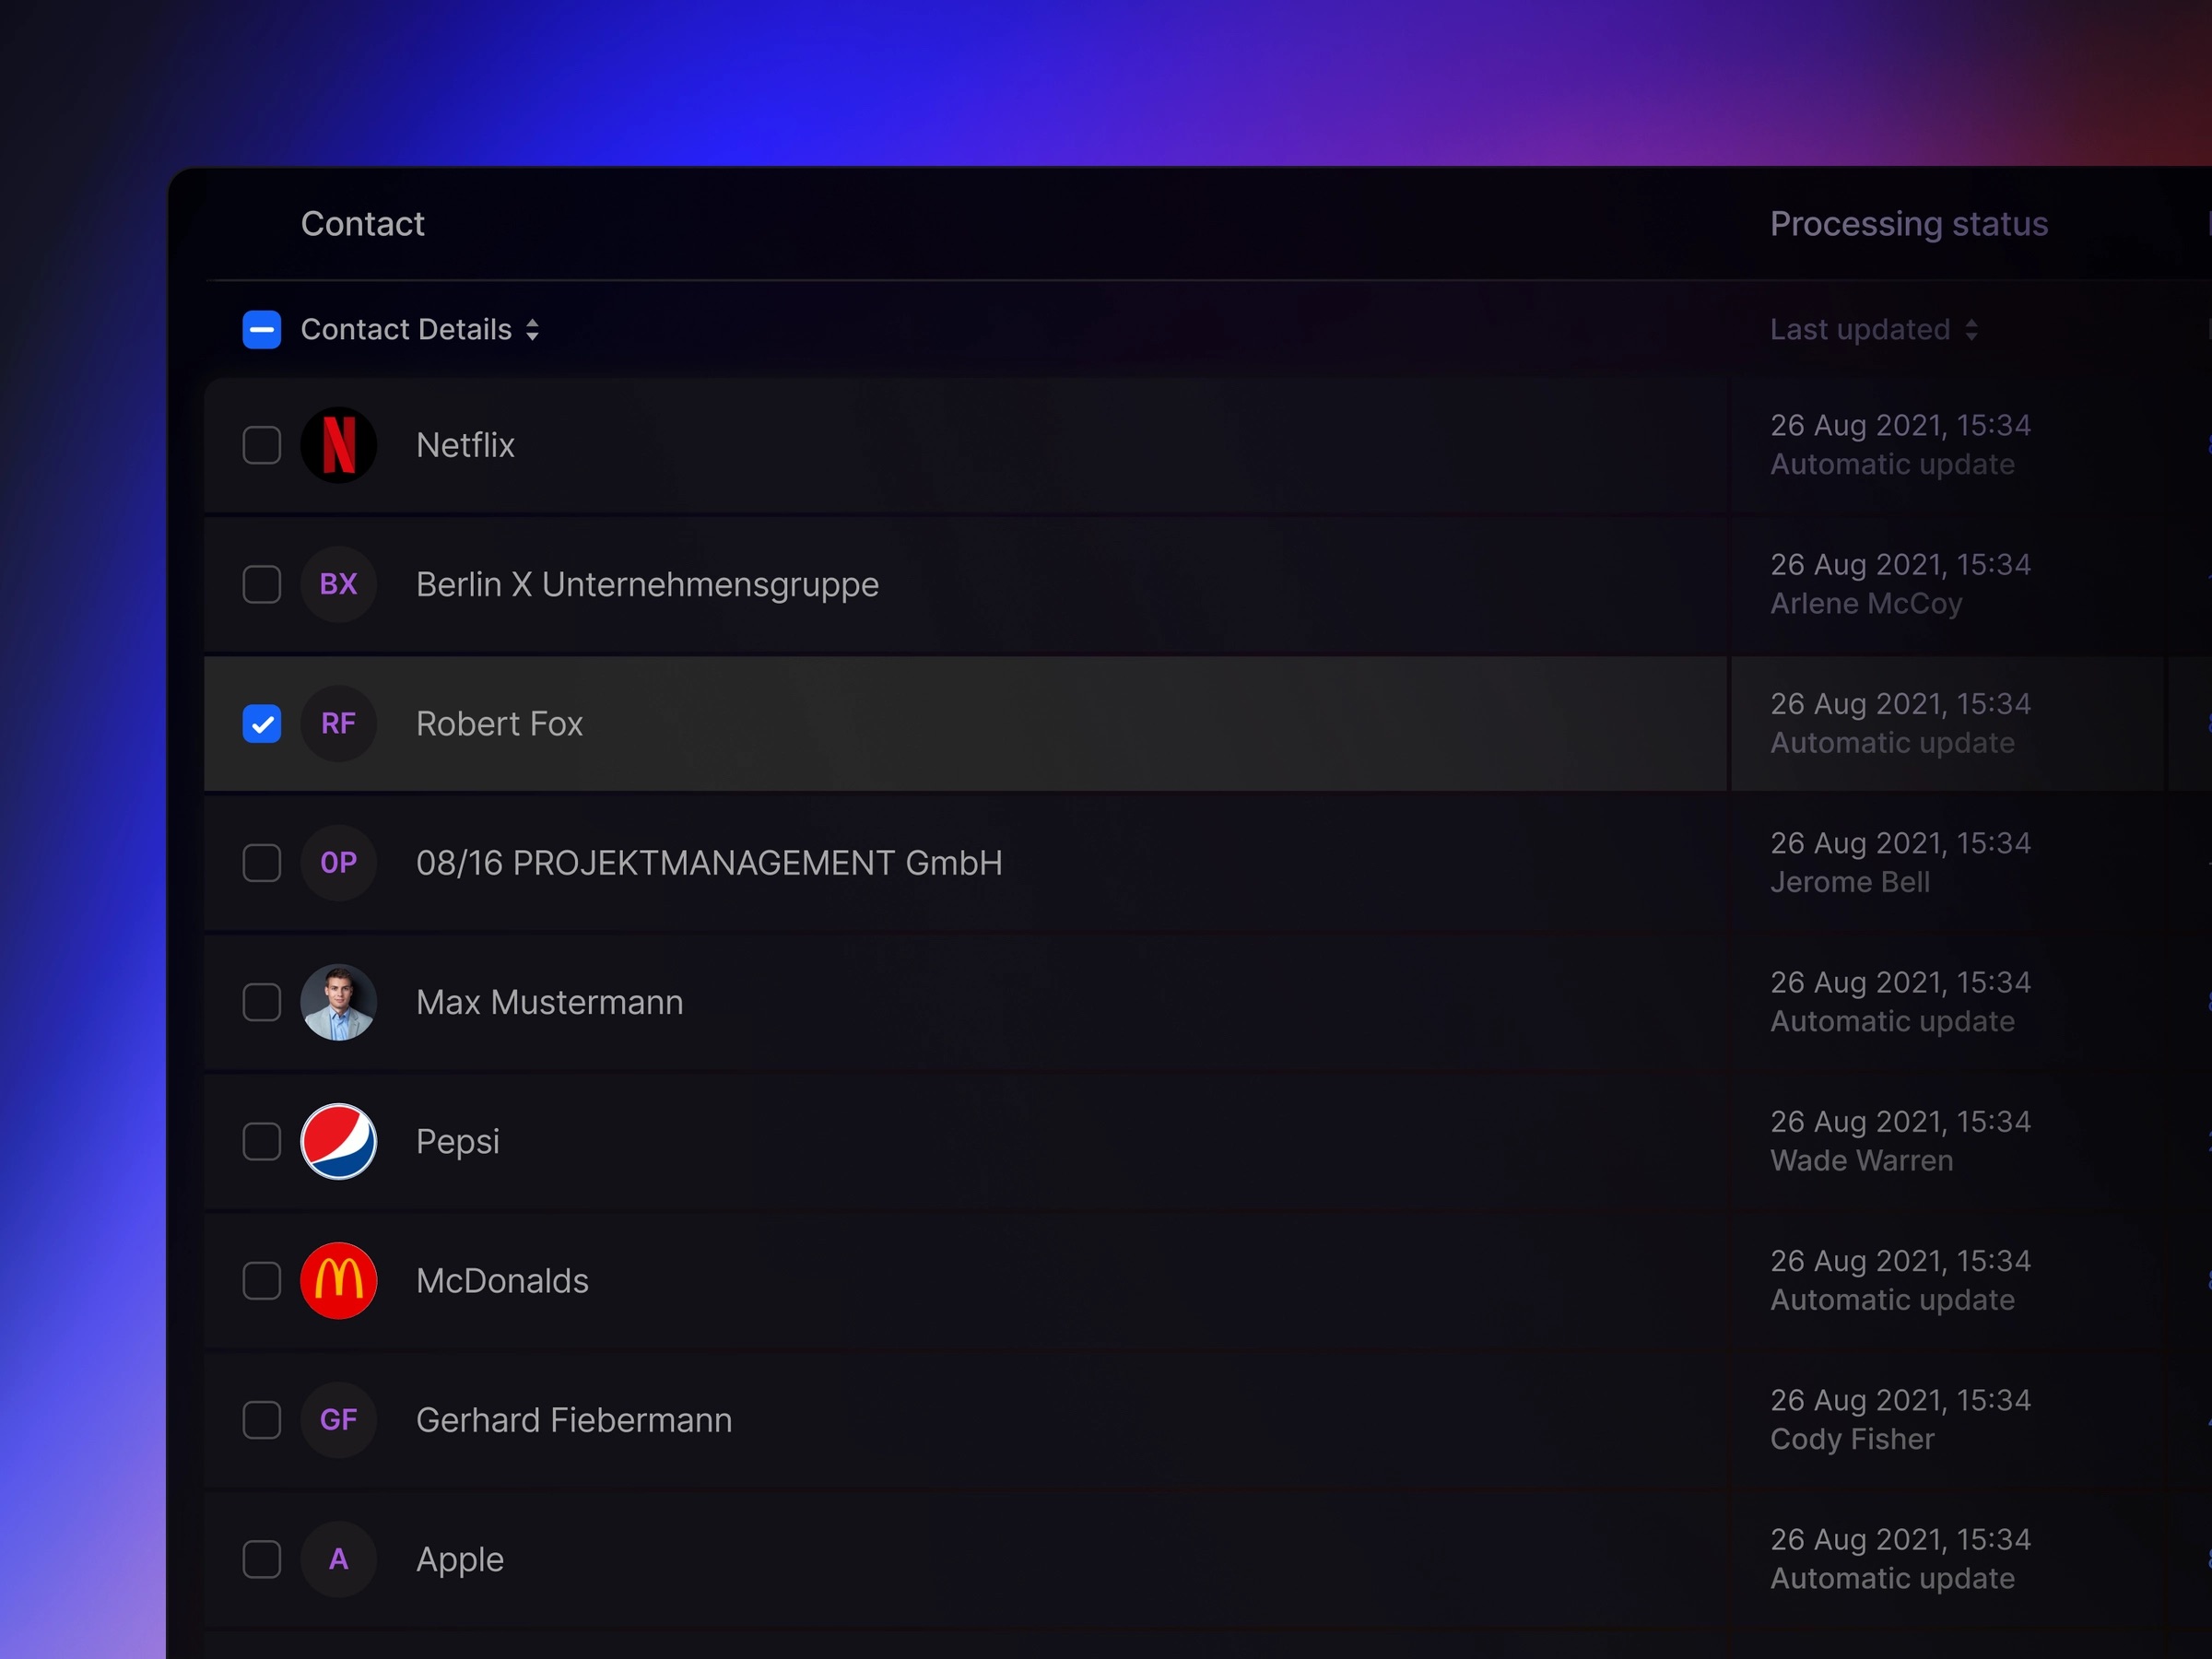 Contact
Processing status
Contact Details
Last updated
Netflix
26 Aug 2021, 15:34
Automatic update
BX
Berlin X Unternehmensgruppe
26 Aug 2021, 15:34
Arlene McCoy
RF
Robert Fox
26 Aug 2021, 15:34
Automatic update
0P
08/16 PROJEKTMANAGEMENT GmbH
26 Aug 2021, 15:34
Jerome Bell
Max Mustermann
26 Aug 2021, 15:34
Automatic update
Pepsi
26 Aug 2021, 15:34
Wade Warren
McDonalds
26 Aug 2021, 15:34
Automatic update
GF
Gerhard Fiebermann
26 Aug 2021, 15:34
Cody Fisher
A
Apple
26 Aug 2021, 15:34
Automatic update